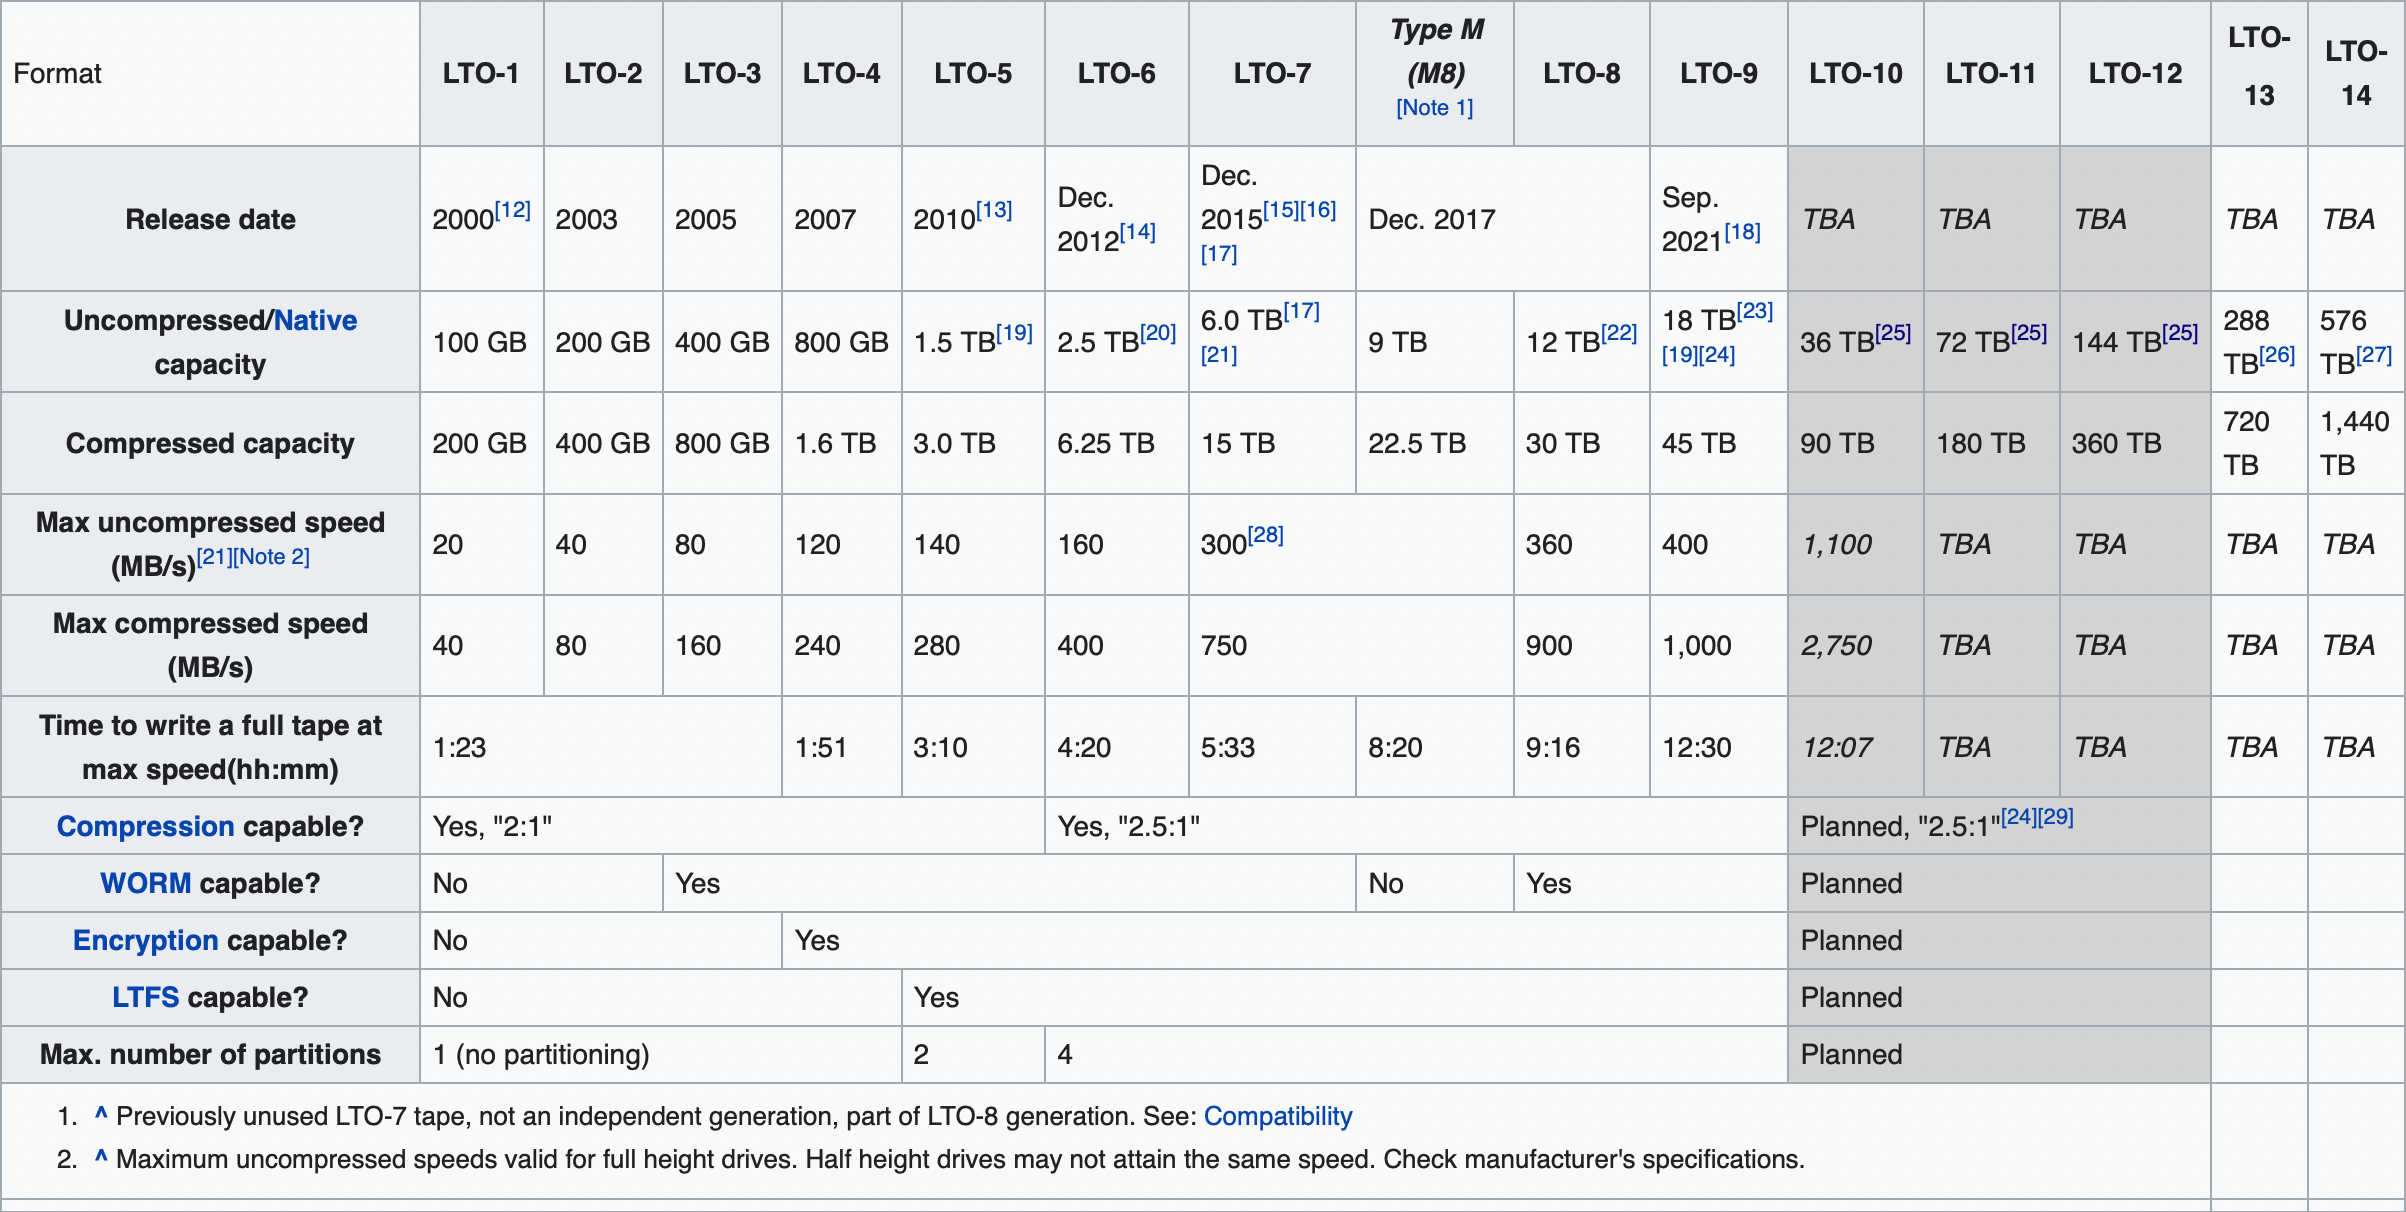 Format LTO-1 LTO-2 LTO-3 LTO-4 LTO-5 LTO-6 LTO-7 Type M (M8) [Note 1] LTO-8 LTO-9 LTO-10 LTO-11 LTO-12 LTO-13 LTO-14
Release date 2000[12] 2003 2005 2007 2010[13] Dec. 2012[14] Dec. 2015[15][16][17] Dec. 2017 Sep. 2021[18] TBA TBA TBA TBA TBA
Uncompressed/Native capacity 100 GB 200 GB 400 GB 800 GB 1.5 TB[19] 2.5 TB[20] 6.0 TB[17][21] 9 TB 12 TB[22] 18 TB[23][19][24] 36 TB[25] 72 TB[25] 144 TB[25] 288 TB[26] 576 TB[27]
Compressed capacity 200 GB 400 GB 800 GB 1.6 TB 3.0 TB 6.25 TB 15 TB 22.5 TB 30 TB 45 TB 90 TB 180 TB 360 TB 720 TB 1,440 TB
Max uncompressed speed (MB/s)[21][Note 2] 20 40 80 120 140 160 300[28] 360 400 1,100 TBA TBA TBA TBA
Max compressed speed (MB/s) 40 80 160 240 280 400 750 900 1,000 2,750 TBA TBA TBA TBA
Time to write a full tape at max speed(hh:mm) 1:23 1:51 3:10 4:20 5:33 8:20 9:16 12:30 12:07 TBA TBA TBA TBA
Compression capable? Yes, "2:1" Yes, "2.5:1" Planned, "2.5:1"[24][29]
WORM capable? No Yes No Yes Planned
Encryption capable? No Yes Planned
LTFS capable? No Yes Planned
Max. number of partitions 1 (no partitioning) 2 4 Planned
1. ^ Previously unused LTO-7 tape, not an independent generation, part of LTO-8 generation. See: Compatibility
2. ^ Maximum uncompressed speeds valid for full height drives. Half height drives may not attain the same speed. Check manufacturer's specifications.